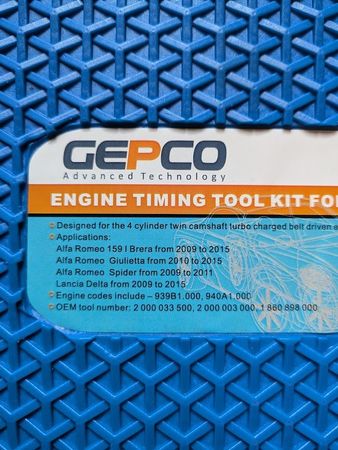 GEPCO
Advanced Technology
ENGINE TIMING TOOL KIT FO
Designed for the 4 cylinder twin camshaft turbo charged belt driven
Applications:
Alfa Romeo 159 I Brera from 2009 to 2015
Alfa Romeo Giulietta from 2010 to 2015
Alfa Romeo Spider from 2009 to 2011
Lancia Delta from 2009 to 2015
Engine codes include – 939B1.000, 940A1.000
OEM tool number: 2 000 033 500, 2 000 003 000, 1 860 898 000